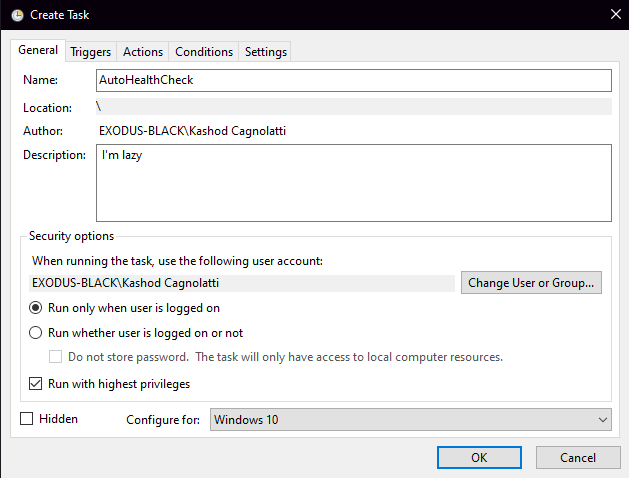 Create Task
General Triggers Actions Conditions Settings
Name: AutoHealthCheck
Location: \
Author: EXODUS-BLACK\Kashod Cagnolatti
Description: I'm lazy
Security options
When running the task, use the following user account:
EXODUS-BLACK\Kashod Cagnolatti Change User or Group...
Run only when user is logged on
Run whether user is logged on or not
Do not store password. The task will only have access to local computer resources.
Run with highest privileges
Hidden Configure for: Windows 10
OK Cancel